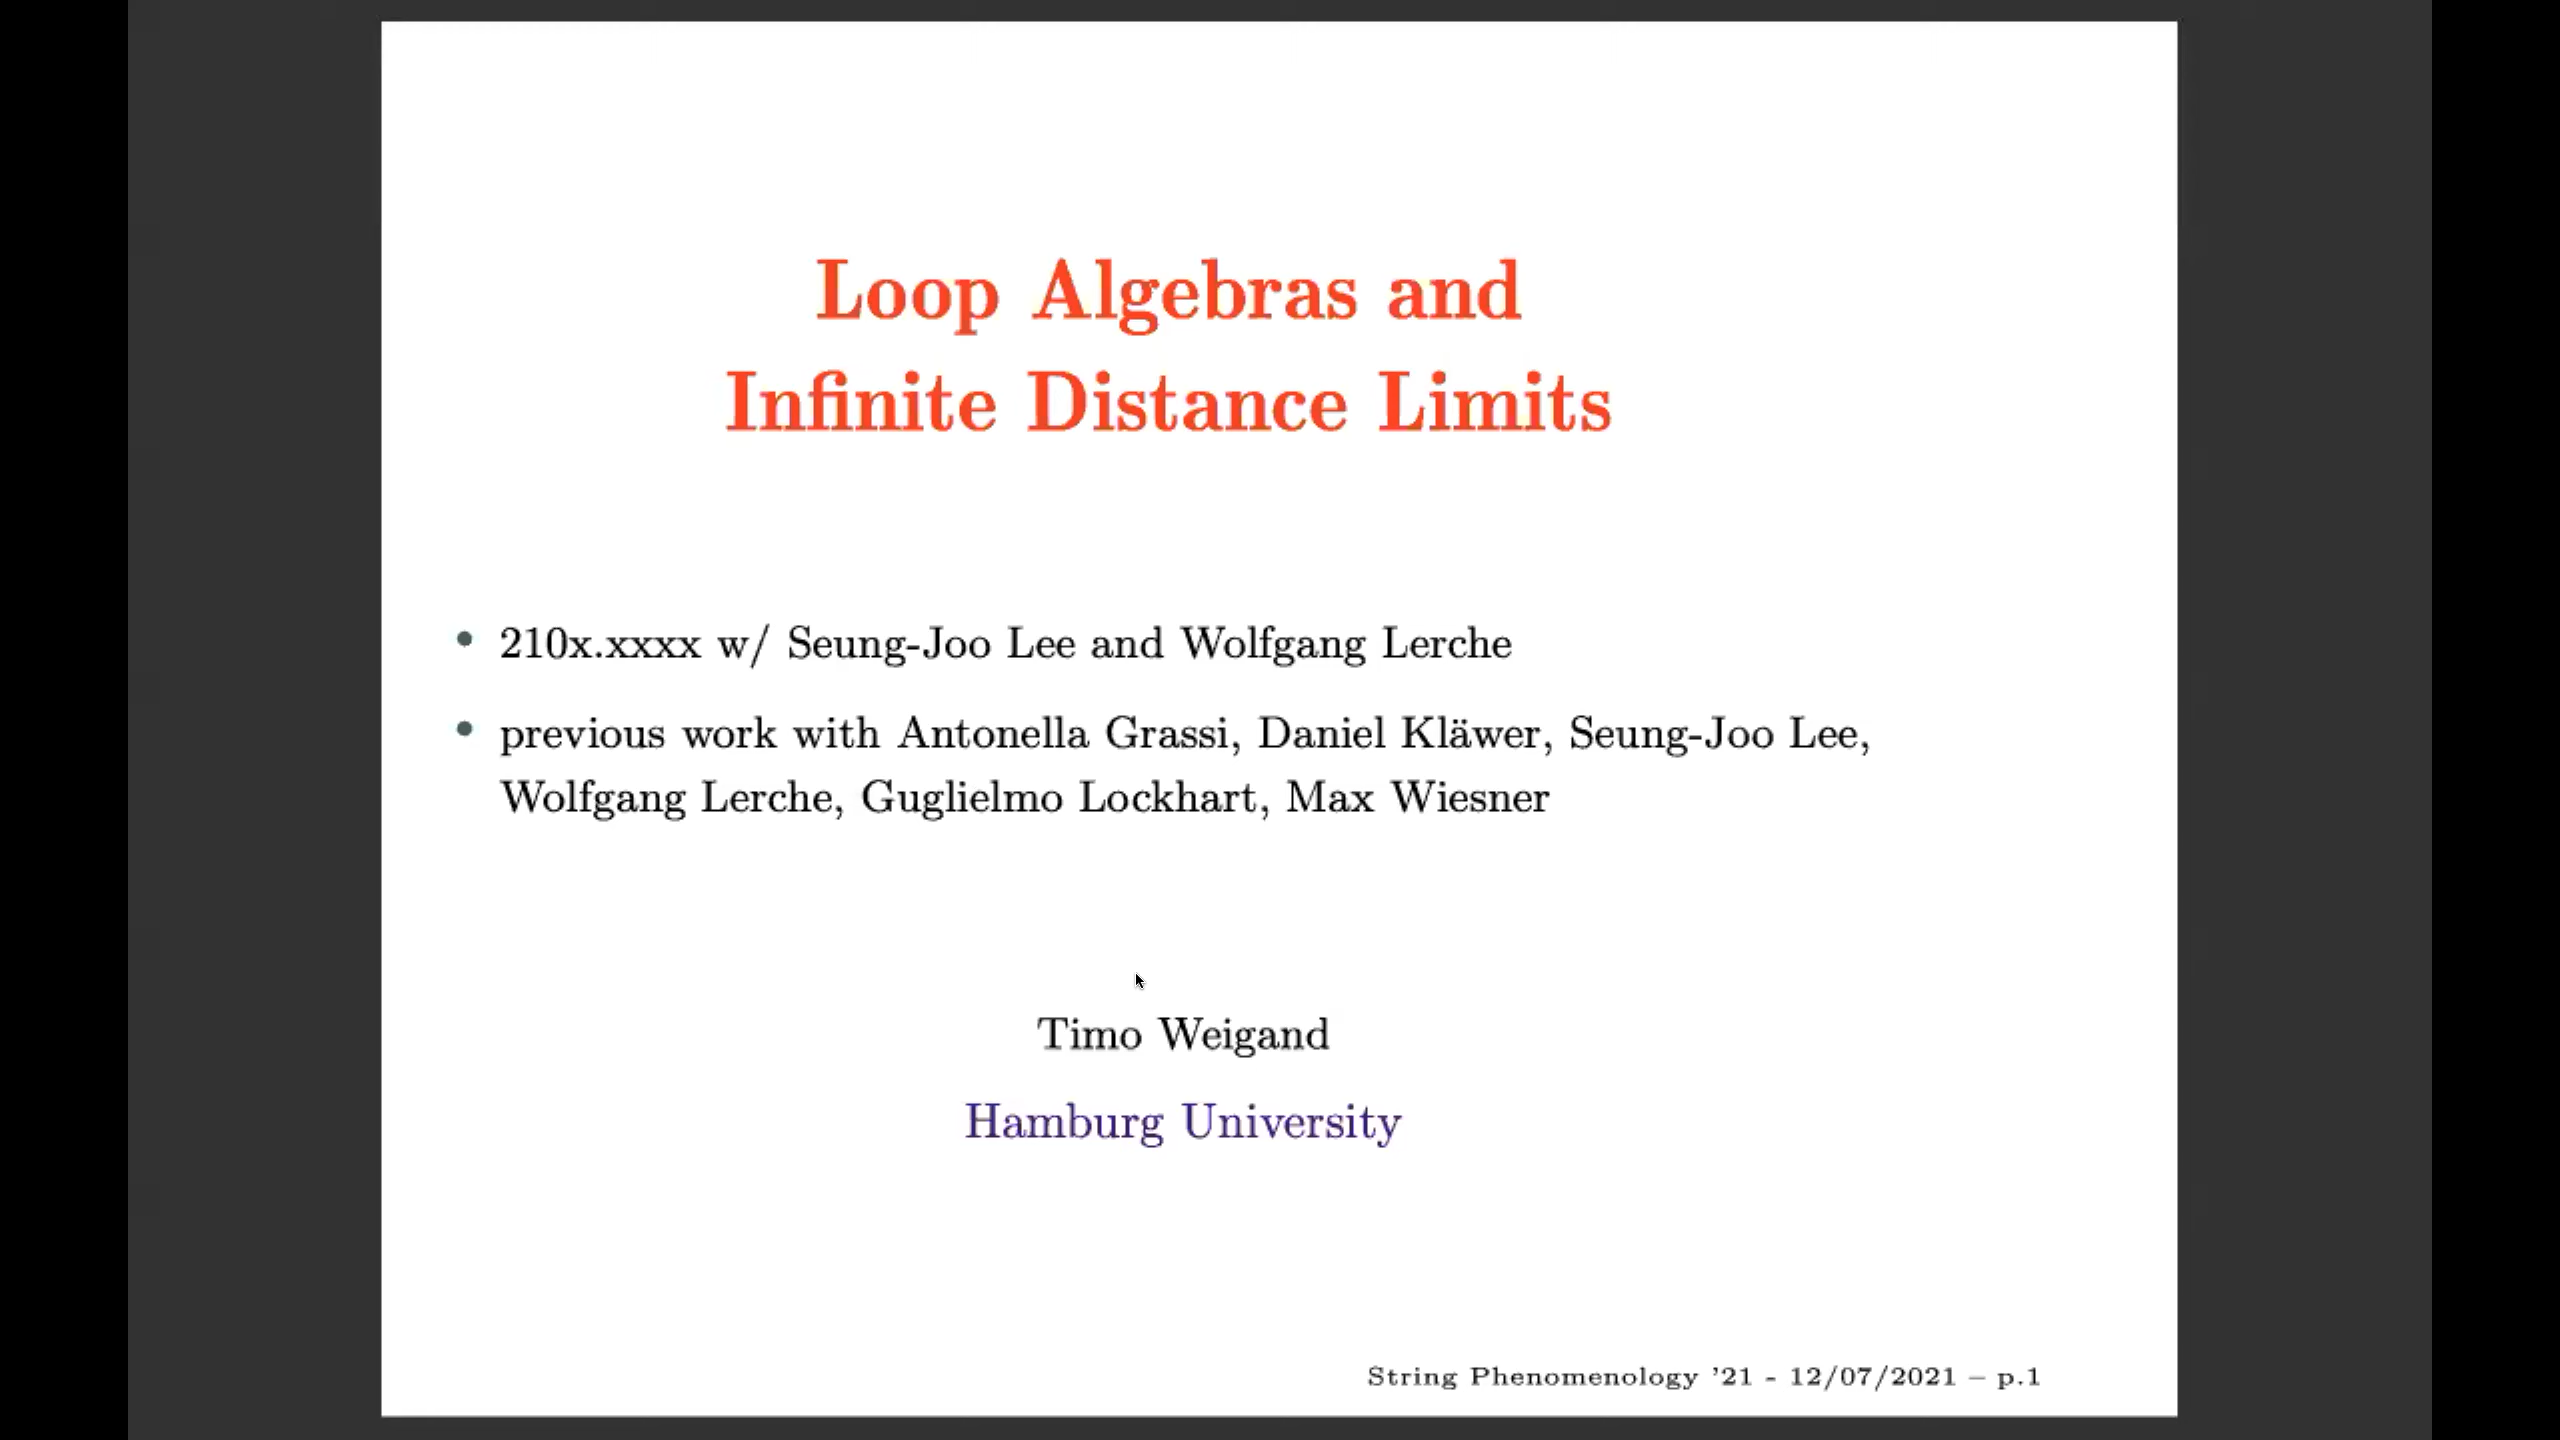 Loop Algebras and
Infinite Distance Limits
• 210x.xxxx w/ Seung-Joo Lee and Wolfgang Lerche
• previous work with Antonella Grassi, Daniel Kläwer, Seung-Joo Lee,
Wolfgang Lerche, Guglielmo Lockhart, Max Wiesner
Timo Weigand
Hamburg University
String Phenomenology '21 - 12/07/2021 – p.1